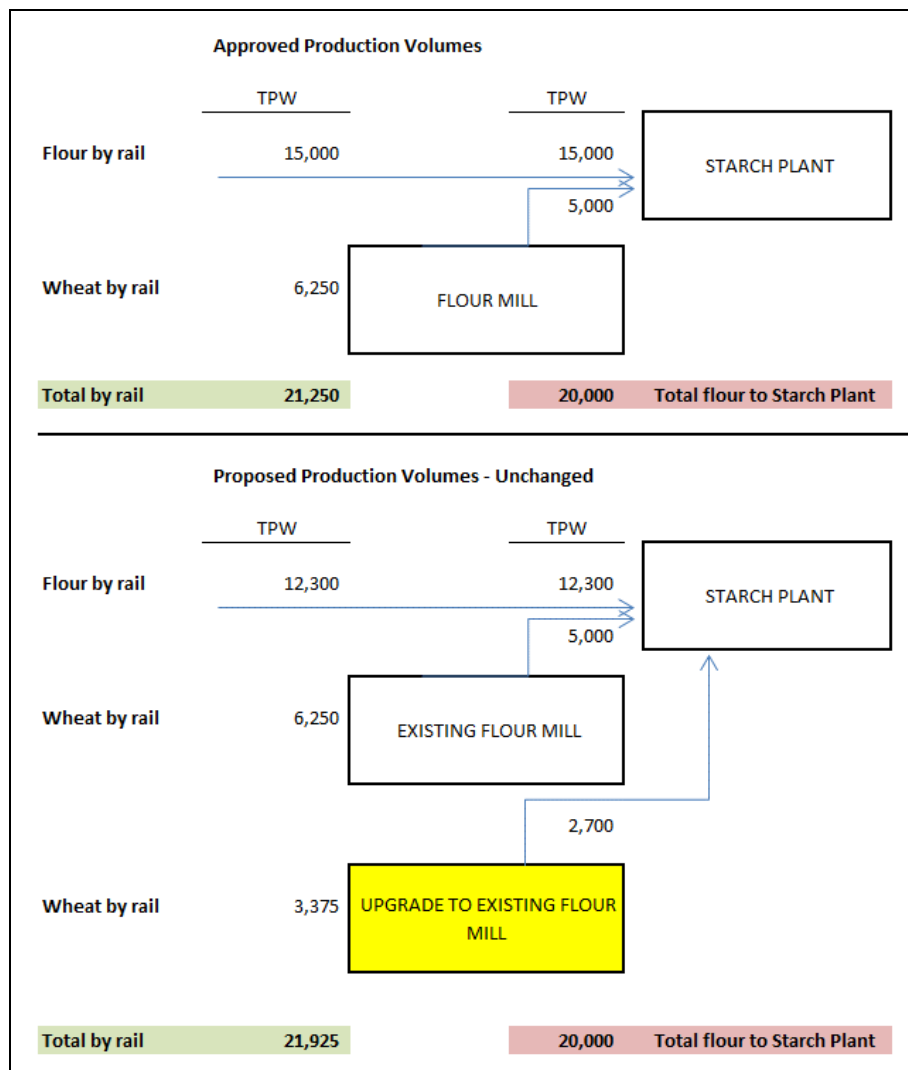 Approved Production Volumes
TPW TPW
Flour by rail 15,000 15,000 STARCH PLANT
5,000
Wheat by rail 6,250 FLOUR MILL
Total by rail 21,250 20,000 Total flour to Starch Plant
Proposed Production Volumes - Unchanged
TPW TPW
Flour by rail 12,300 12,300 STARCH PLANT
5,000
Wheat by rail 6,250 EXISTING FLOUR MILL
2,700
Wheat by rail 3,375 UPGRADE TO EXISTING FLOUR
MILL
Total by rail 21,925 20,000 Total flour to Starch Plant